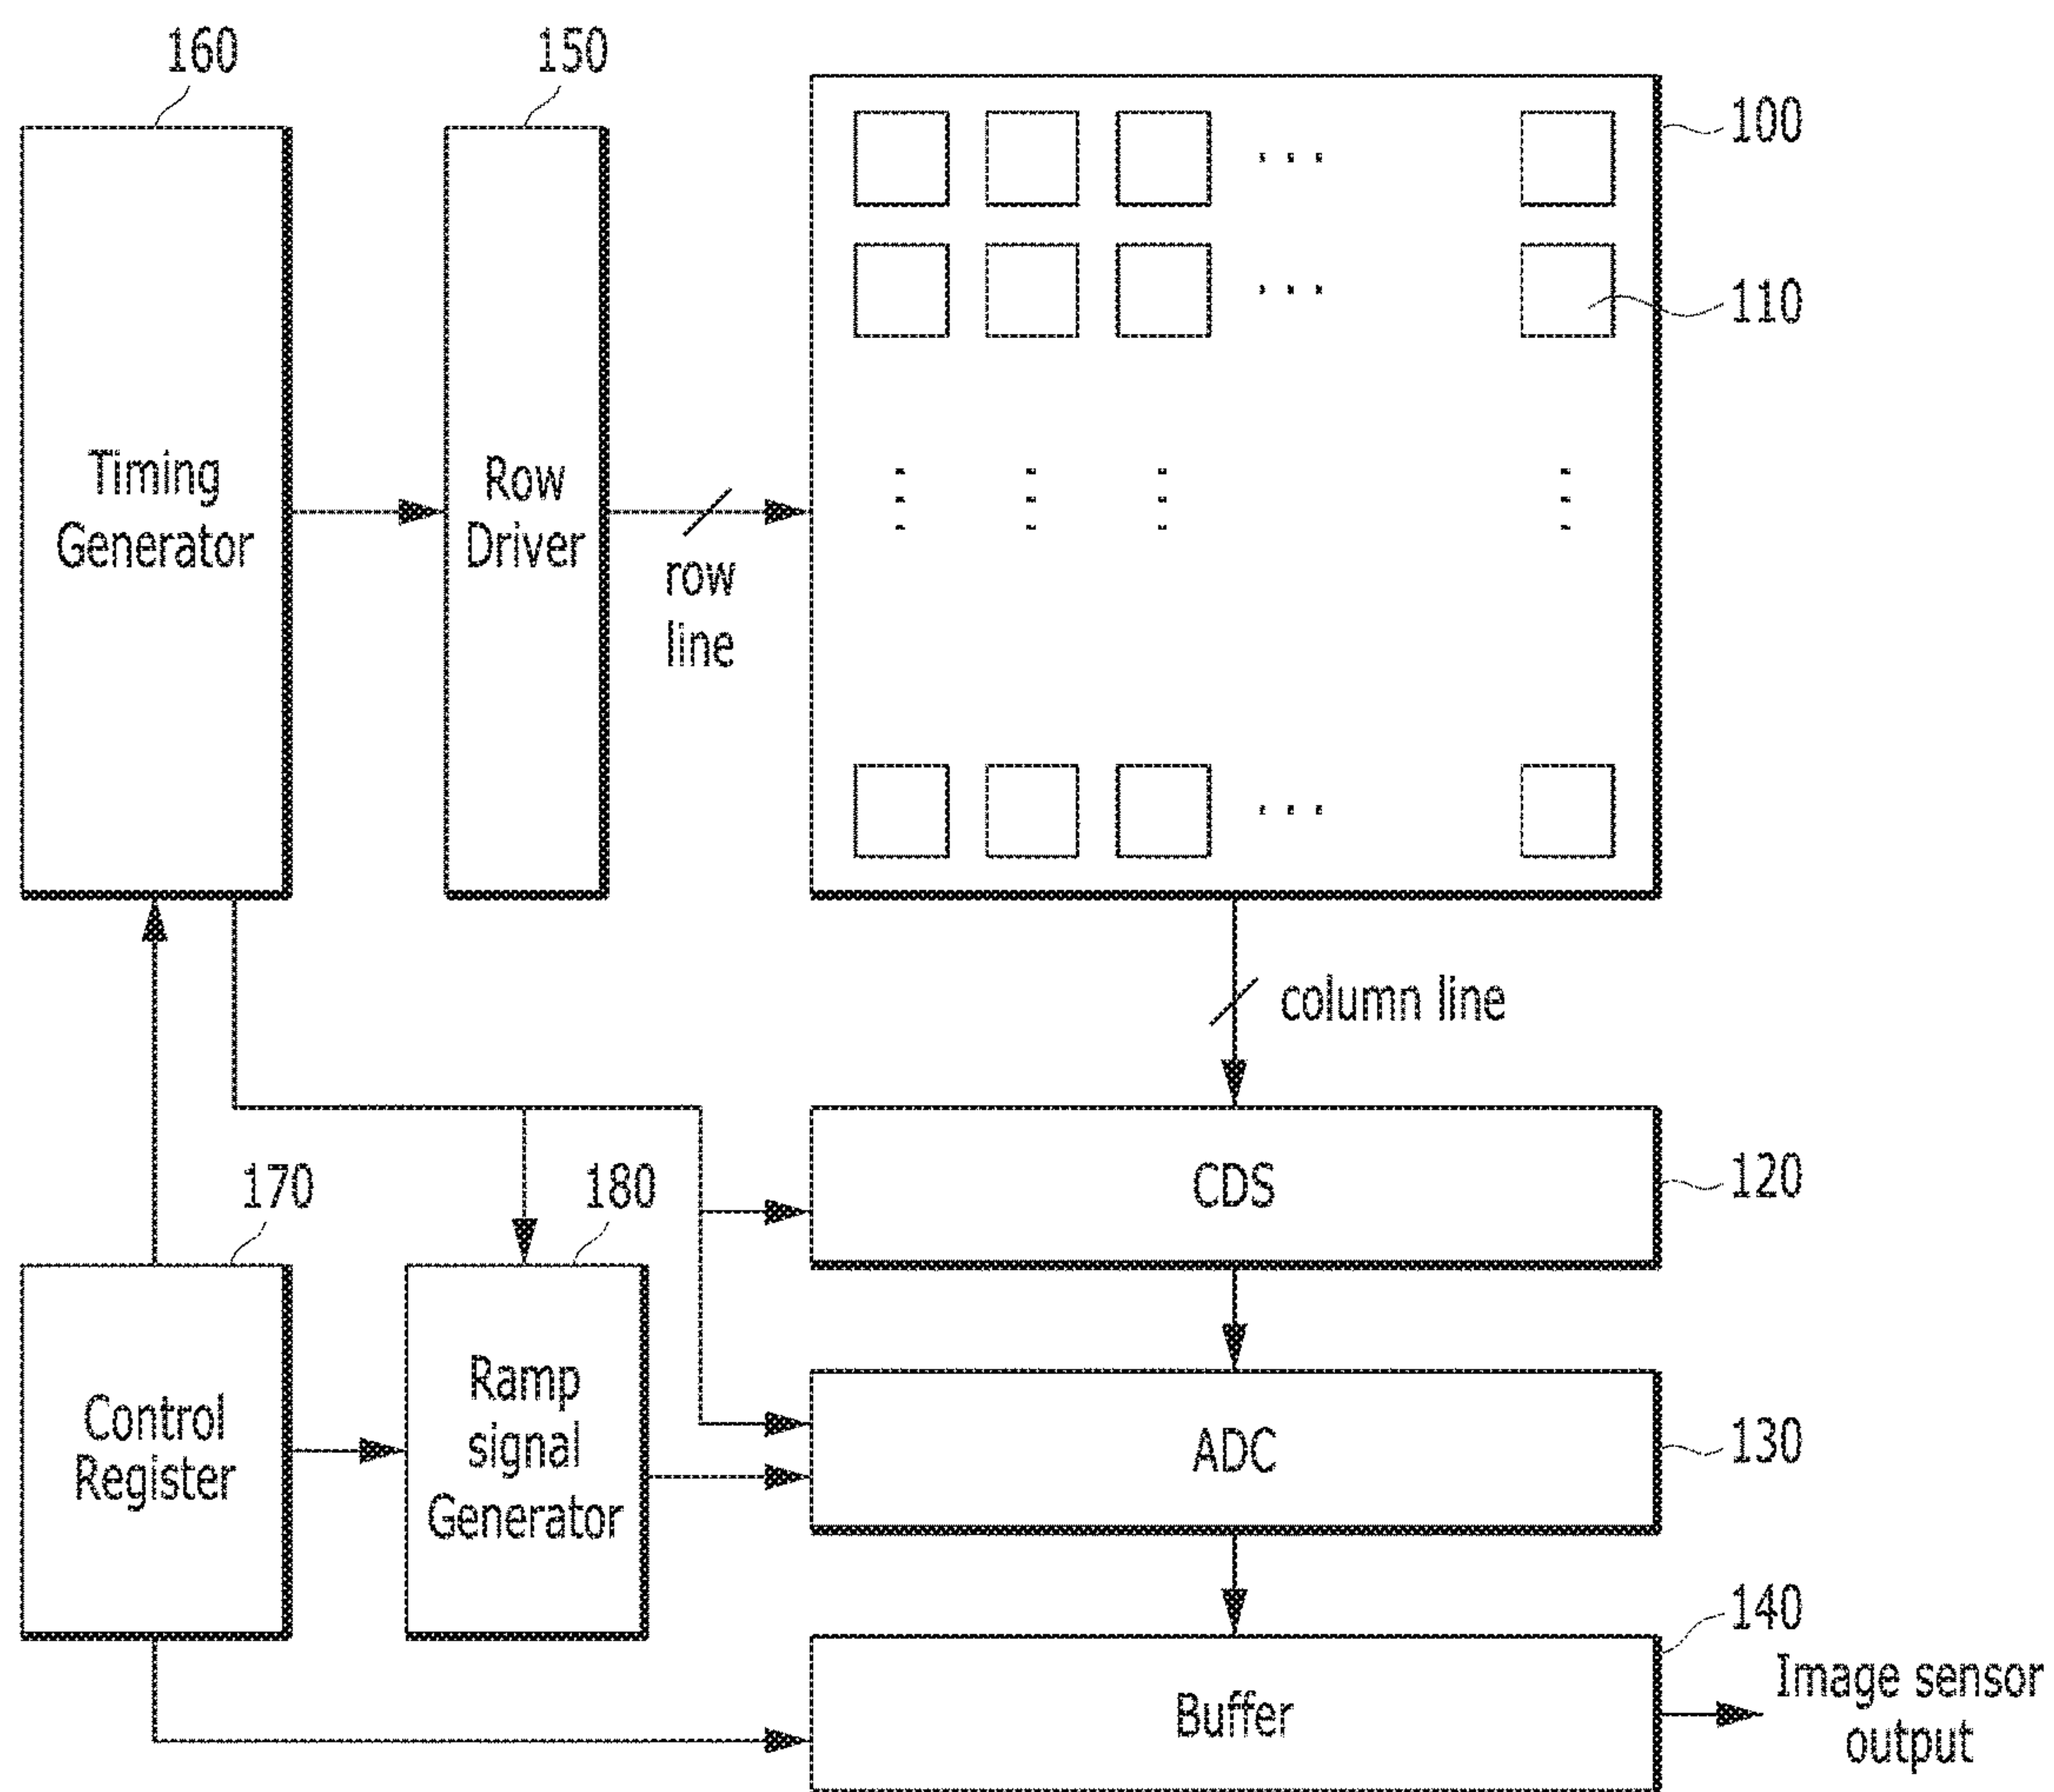 160
150
100
110
Timing
Generator
Row
Driver
row
line
column line
CDS
120
170
180
Control
Register
Ramp
signal
Generator
ADC
130
140
Buffer
Image sensor
output